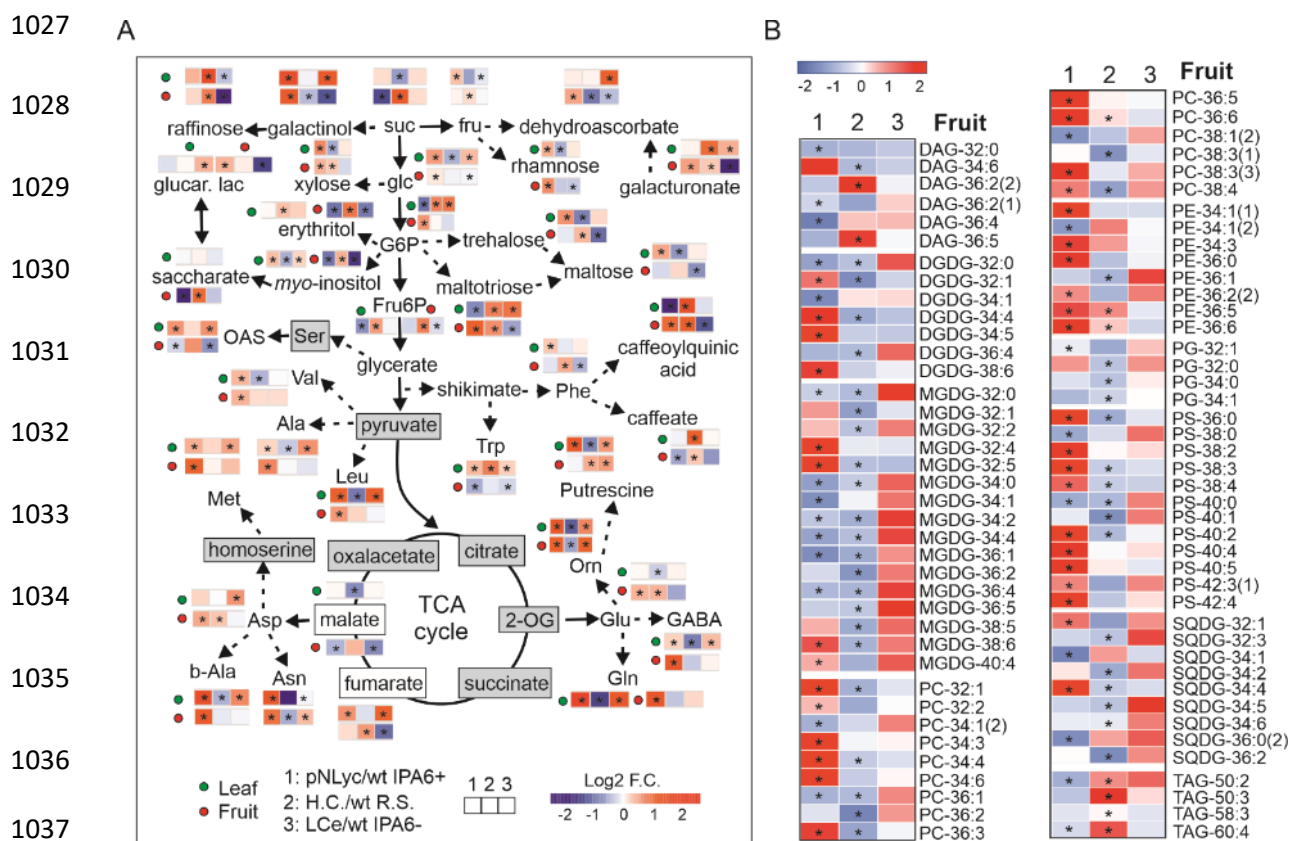 1027
1028
1029
1030
1031
1032
1033
1034
1035
1036
1037
A
raffinose
galactinol
suc
fru
dehydroascorbate
glucar. lac
xylose
glc
rhamnose
galacturonate
erythritol
G6P
trehalose
saccharate
myo-inositol
maltotriose
maltose
Fru6P
OAS
Ser
glycerate
caffeoylquinic
acid
Val
shikimate
Phe
Ala
pyruvate
Trp
caffeate
Leu
Putrescine
Met
homoserine
oxalacetate
citrate
Orn
Asp
malate
TCA
cycle
2-OG
Glu
GABA
b-Ala
Asn
fumarate
succinate
Gln
Leaf
Fruit
1: pNLyc/wt IPA6+
2: H.C./wt R.S.
3: LCe/wt IPA6-
1 2 3
Log2 F.C.
-2 -1 0 1 2
B
-2 -1 0 1 2
1 2 3 Fruit
DAG-32:0
DAG-34:6
DAG-36:2(2)
DAG-36:2(1)
DAG-36:4
DAG-36:5
DGDG-32:0
DGDG-32:1
DGDG-34:1
DGDG-34:4
DGDG-34:5
DGDG-36:4
DGDG-38:6
MGDG-32:0
MGDG-32:1
MGDG-32:2
MGDG-32:4
MGDG-32:5
MGDG-34:0
MGDG-34:1
MGDG-34:2
MGDG-34:4
MGDG-36:1
MGDG-36:2
MGDG-36:4
MGDG-36:5
MGDG-38:5
MGDG-38:6
MGDG-40:4
PC-32:1
PC-32:2
PC-34:1(2)
PC-34:3
PC-34:4
PC-34:6
PC-36:1
PC-36:2
PC-36:3
1 2 3 Fruit
PC-36:5
PC-36:6
PC-38:1(2)
PC-38:3(1)
PC-38:3(3)
PC-38:4
PE-34:1(1)
PE-34:1(2)
PE-34:3
PE-36:0
PE-36:1
PE-36:2(2)
PE-36:5
PE-36:6
PG-32:1
PG-32:0
PG-34:0
PG-34:1
PS-36:0
PS-38:0
PS-38:2
PS-38:3
PS-38:4
PS-40:0
PS-40:1
PS-40:2
PS-40:4
PS-40:5
PS-42:3(1)
PS-42:4
SQDG-32:1
SQDG-32:3
SQDG-34:1
SQDG-34:2
SQDG-34:4
SQDG-34:5
SQDG-34:6
SQDG-36:0(2)
SQDG-36:2
TAG-50:2
TAG-50:3
TAG-58:3
TAG-60:4